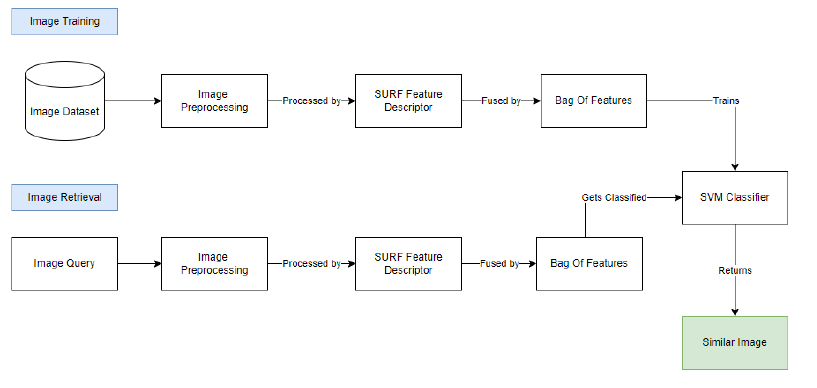 Image Training
Image Dataset
Image
Preprocessing
Processed by
SURF Feature
Descriptor
Fused by
Bag Of Features
Trains
Image Retrieval
Gets Classified
SVM Classifier
Image Query
Image
Preprocessing
Processed by
SURF Feature
Descriptor
Fused by
Bag Of Features
Returns
Similar Image